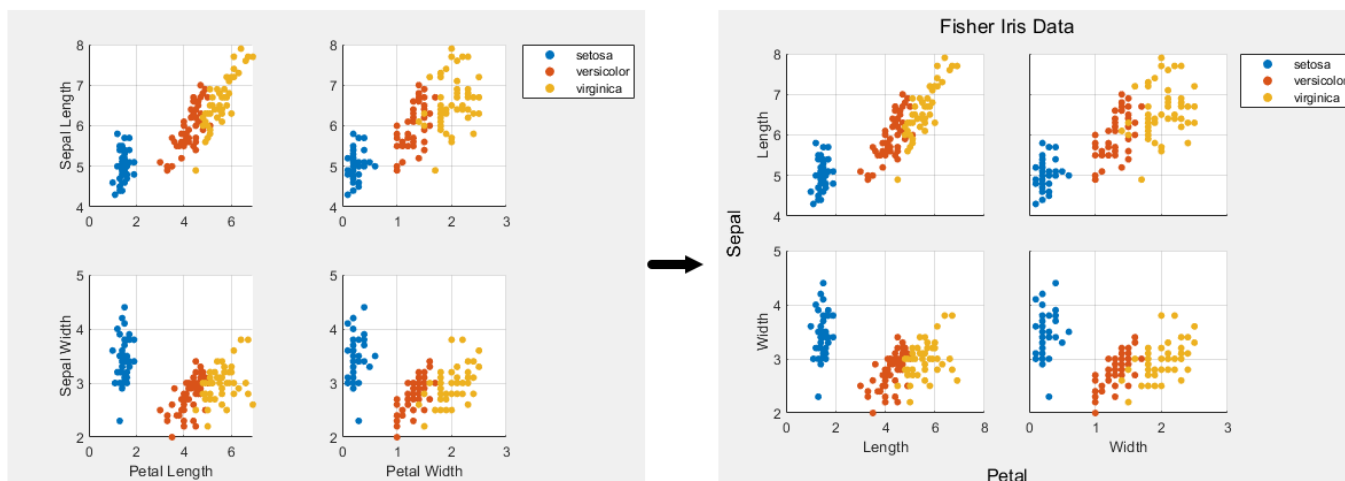 Fisher Iris Data
8
7
6
5
4
Sepal Length
0 2 4 6
8
7
6
5
4
0 1 2 3
setosa
versicolor
virginica
5
4
3
2
Sepal Width
0 2 4 6
Petal Length
5
4
3
2
0 1 2 3
Petal Width
Sepal
8
7
6
5
4
Length
setosa
versicolor
virginica
5
4
3
2
Width
0 2 4 6 8
Length
0 1 2 3
Width
Petal